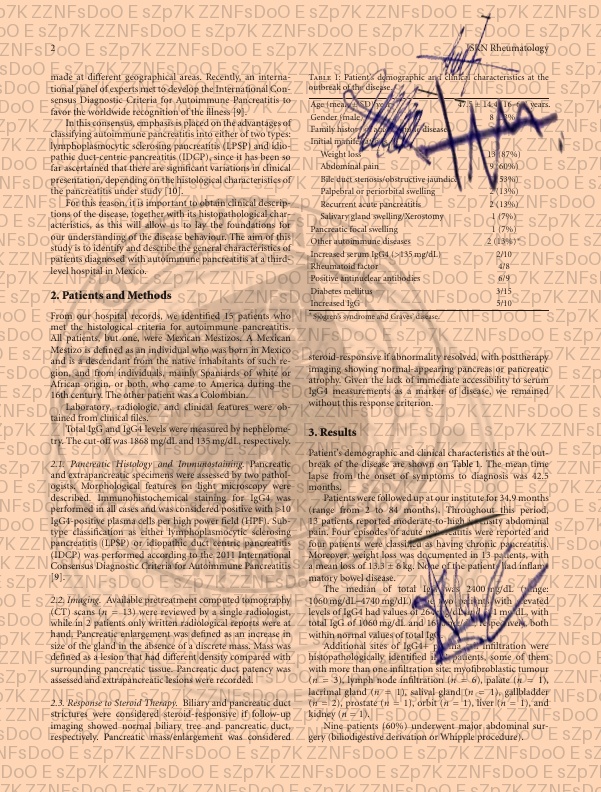 2
ISRN Rheumatology
made at different geographical areas. Recently, an interna-
tional panel of experts met to develop the International Con-
sensus Diagnostic Criteria for Autoimmune Pancreatitis to
favor the worldwide recognition of the illness [9].
In this consensus, emphasis is placed on the advantages of
classifying autoimmune pancreatitis into either of two types:
lymphoplasmocytic sclerosing pancreatitis (LPSP) and idio-
pathic duct-centric pancreatitis (IDCP), since it has been so
far ascertained that there are significant variations in clinical
presentation, depending on the histological characteristics of
the pancreatitis under study [10].
For this reason, it is important to obtain clinical descrip-
tions of the disease, together with its histopathological char-
acteristics, as this will allow us to lay the foundations for
our understanding of the disease behaviour. The aim of this
study is to identify and describe the general characteristics of
patients diagnosed with autoimmune pancreatitis at a third-
level hospital in Mexico.
2. Patients and Methods
From our hospital records, we identified 15 patients who
met the histological criteria for autoimmune pancreatitis.
All patients, but one, were Mexican Mestizos. A Mexican
Mestizo is defined as an individual who was born in Mexico
and is a descendant from the native inhabitants of such re-
gion, and from individuals, mainly Spaniards of white or
African origin, or both, who came to America during the
16th century. The other patient was a Colombian.
Laboratory, radiologic, and clinical features were ob-
tained from clinical files.
Total IgG and IgG4 levels were measured by nephelome-
try. The cut-off was 1868 mg/dL and 135 mg/dL, respectively.
2.1. Pancreatic Histology and Immunostaining. Pancreatic
and extrapancreatic specimens were assessed by two pathol-
ogists. Morphological features on light microscopy were
described. Immunohistochemical staining for IgG4 was
performed in all cases and was considered positive with >10
IgG4-positive plasma cells per high power field (HPF). Sub-
type classification as either lymphoplasmocytic sclerosing
pancreatitis (LPSP) or idiopathic duct centric pancreatitis
(IDCP) was performed according to the 2011 International
Consensus Diagnostic Criteria for Autoimmune Pancreatitis
[9].
2.2. Imaging. Available pretreatment computed tomography
(CT) scans (n = 13) were reviewed by a single radiologist,
while in 2 patients only written radiological reports were at
hand. Pancreatic enlargement was defined as an increase in
size of the gland in the absence of a discrete mass. Mass was
defined as a lesion that had different density compared with
surrounding pancreatic tissue. Pancreatic duct patency was
assessed and extrapancreatic lesions were recorded.
2.3. Response to Steroid Therapy. Biliary and pancreatic duct
strictures were considered steroid-responsive if follow-up
imaging showed normal biliary tree and pancreatic duct,
respectively. Pancreatic mass/enlargement was considered
TABLE 1: Patient's demographic and clinical characteristics at the
outbreak of the disease.
Age (mean ± SD) 47.5 ± 14.4 (16–64) years.
Gender (male)
Family history autoimmune disease
Initial
Weight loss 13 (87%)
Abdominal pain 9 (60%)
Bile duct stenosis/obstructive jaundice (53%)
Palpebral or periorbital swelling 2 (13%)
Recurrent acute pancreatitis 2 (13%)
Salivary gland swelling/Xerostomy 1 (7%)
Pancreatic focal swelling 1 (7%)
Other autoimmune diseases 2 (13%)*
Increased serum IgG4 (>135 mg/dL) 2/10
Rheumatoid factor 4/8
Positive antinuclear antibodies 6/9
Diabetes mellitus 3/15
Increased IgG 5/10
*Sjögren's syndrome and Graves' disease.
steroid-responsive if abnormality resolved, with posttherapy
imaging showing normal-appearing pancreas or pancreatic
atrophy. Given the lack of immediate accessibility to serum
IgG4 measurements as a marker of disease, we remained
without this response criterion.
3. Results
Patient's demographic and clinical characteristics at the out-
break of the disease are shown on Table 1. The mean time
lapse from the onset of symptoms to diagnosis was 42.5
months.
Patients were followed up at our institute for 34.9 months
(range from 2 to 84 months). Throughout this period,
13 patients reported moderate-to-high intensity abdominal
pain. Four episodes of acute pancreatitis were reported and
four patients were classified as having chronic pancreatitis.
Moreover, weight loss was documented in 13 patients, with
a mean loss of 13.3 ± 6 kg. None of the patients had inflam-
matory bowel disease.
The median of total IgG was 2400 mg/dL (range:
1060 mg/dL–4740 mg/dL) two patients with elevated
levels of IgG4 had values of mg/dL, with
total IgG of 1060 mg/dL and respectively, both
within normal values of total IgG.
Additional sites of IgG4+ plasma cell infiltration were
histopathologically identified in patients, some of them
with more than one infiltration site: myofibroblastic tumour
(n = 3), lymph node infiltration (n = 6), palate (n = 1),
lacrimal gland (n = 1), salival gland (n = 1), gallbladder
(n = 2), prostate (n = 1), orbit (n = 1), liver (n = 1), and
kidney (n = 1).
Nine patients (60%) underwent major abdominal sur-
gery (biliodigestive derivation or Whipple procedure).